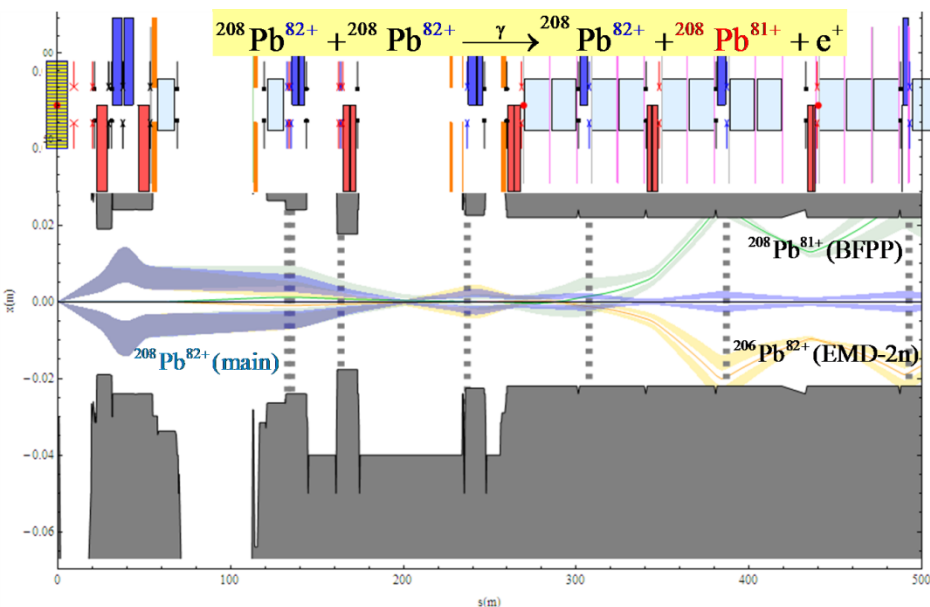 ²⁰⁸Pb⁸²⁺ + ²⁰⁸Pb⁸²⁺ —γ→ ²⁰⁸Pb⁸²⁺ + ²⁰⁸Pb⁸¹⁺ + e⁺
0.02
²⁰⁸Pb⁸¹⁺ (BFPP)
x(m)
0.00
²⁰⁸Pb⁸²⁺ (main)
²⁰⁶Pb⁸²⁺ (EMD-2n)
−0.02
−0.04
−0.06
0 100 200 300 400 500
s(m)